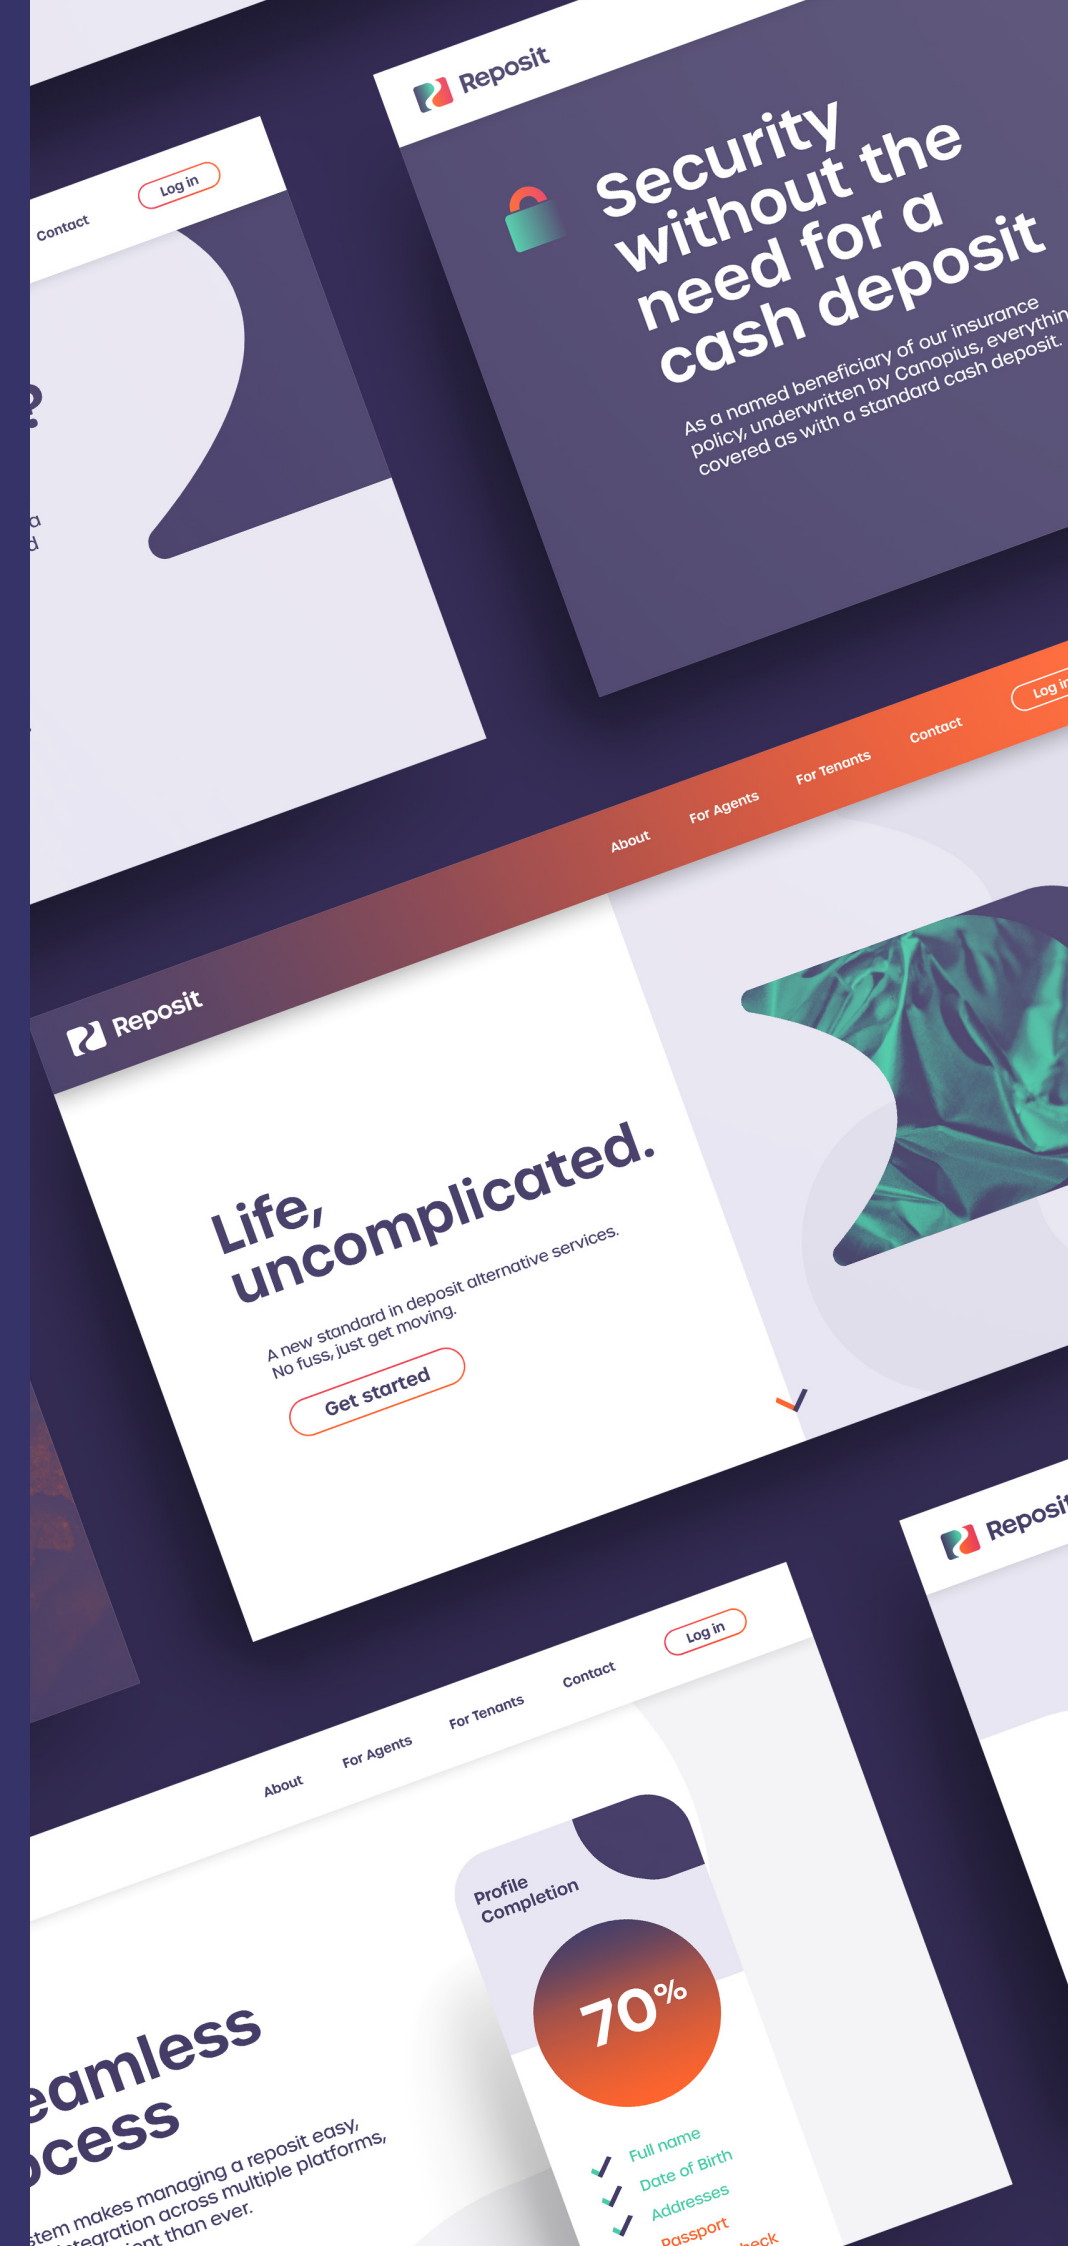 Reposit
Security
without the
need for a
cash deposit
As a named beneficiary of our insurance
policy, underwritten by Canopius, everythin
covered as with a standard cash deposit.
Contact
Log in
?
a
d
About
For Agents
For Tenants
Contact
Log in
Reposit
Life,
uncomplicated.
A new standard in deposit alternative services.
No fuss, just get moving.
Get started
Reposit
About
For Agents
For Tenants
Contact
Log in
eamless
ocess
stem makes managing a reposit easy,
ntegration across multiple platforms,
than ever.
Profile
Completion
70%
Full name
Date of Birth
Addresses
Passport
heck